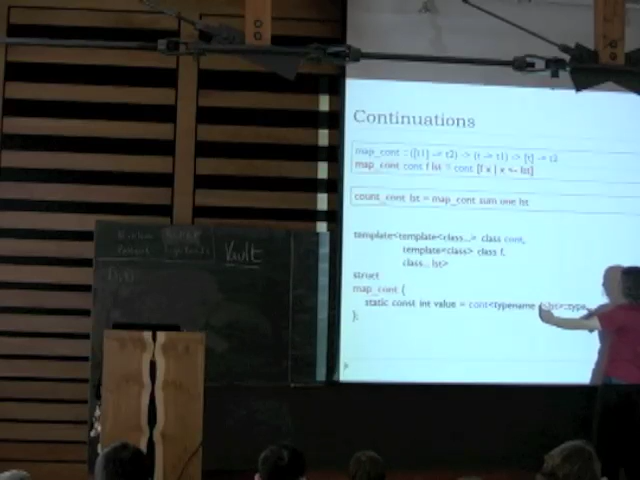 Continuations
map_cont :: ([t1] -> t2) -> (t -> t1) -> [t] -> t2
map_cont cont f lst = cont [f x | x <- lst]
count_cont lst = map_cont sum one lst
template<template<class...> class cont,
template<class> class f,
class... lst>
struct
map_cont {
static const int value = cont<typename
};
Vault